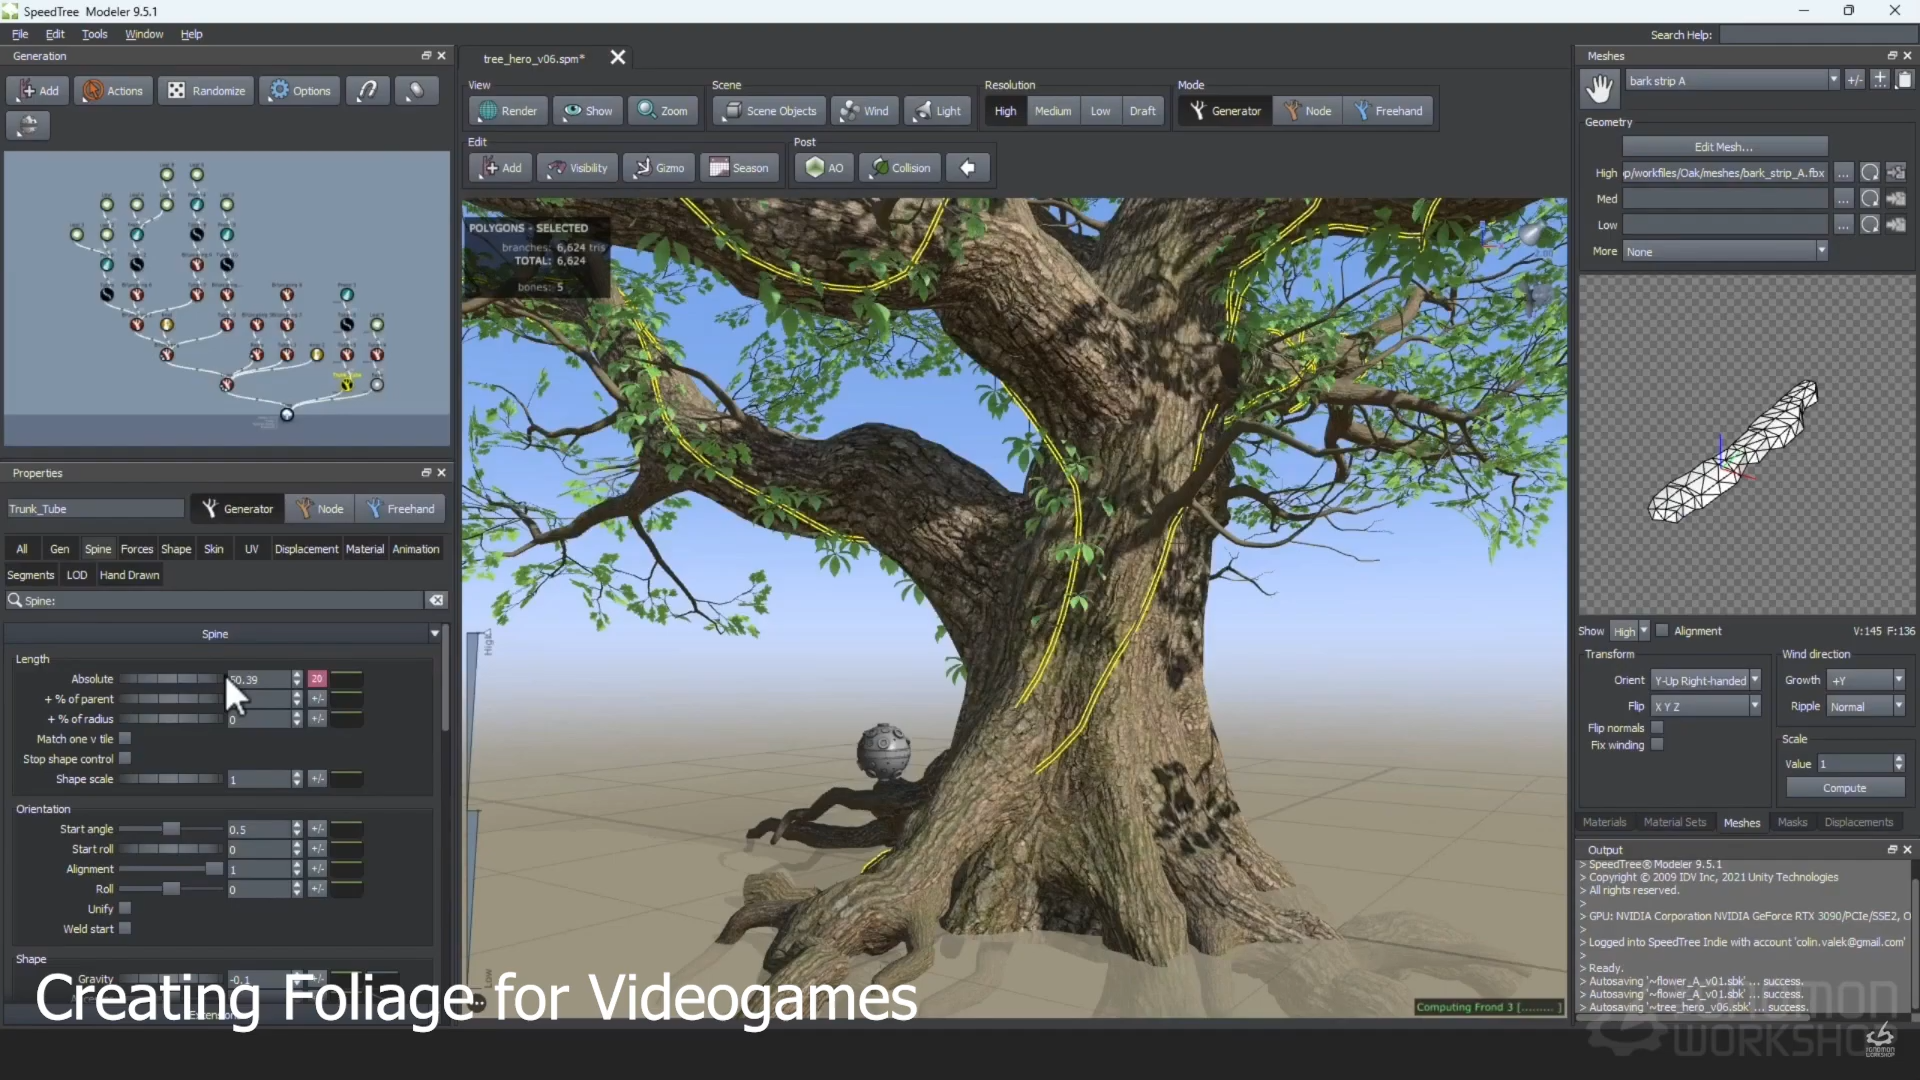 SpeedTree Modeler 9.5.1
File Edit Tools Window Help
Search Help:
Generation
Add Actions Randomize Options
tree_hero_v06.spm*
View
Render Show Zoom
Scene
Scene Objects Wind Light
Resolution
High Medium Low Draft
Mode
Generator Node Freehand
Edit
Add Visibility Gizmo Season
Post
AO Collision
POLYGONS - SELECTED
branches: 6,624 tris
TOTAL: 6,624
bones: 5
Computing Frond 3 [......... ]
Properties
Trunk_Tube
Generator Node Freehand
All Gen Spine Forces Shape Skin UV Displacement Material Animation
Segments LOD Hand Drawn
Spine:
Spine
Length
Absolute 50.39 20
+ % of parent +/-
+ % of radius 0 +/-
Match one v tile
Stop shape control
Shape scale 1 +/-
Orientation
Start angle 0.5 +/-
Start roll 0 +/-
Alignment 1 +/-
Roll 0 +/-
Unify
Weld start
Shape
Gravity -0.1 +/-
Creating Foliage for Videogames
Meshes
bark strip A +/-
Geometry
Edit Mesh...
High op/workfiles/Oak/meshes/bark_strip_A.fbx ...
Med ...
Low ...
More None
Show High Alignment V:145 F:136
Transform
Orient Y-Up Right-handed
Flip X Y Z
Flip normals
Fix winding
Wind direction
Growth +Y
Ripple Normal
Scale
Value 1
Compute
Materials Material Sets Meshes Masks Displacements
Output
> SpeedTree® Modeler 9.5.1
> Copyright © 2009 IDV Inc, 2021 Unity Technologies
> All rights reserved.
>
> GPU: NVIDIA Corporation NVIDIA GeForce RTX 3090/PCIe/SSE2, O
>
> Logged into SpeedTree Indie with account 'colin.valek@gmail.com'
>
> Ready.
> Autosaving '~flower_A_v01.sbk' ... success.
> Autosaving '~flower_A_v01.sbk' ... success.
> Autosaving '~tree_hero_v06.sbk' ... success.
WORKSHOP